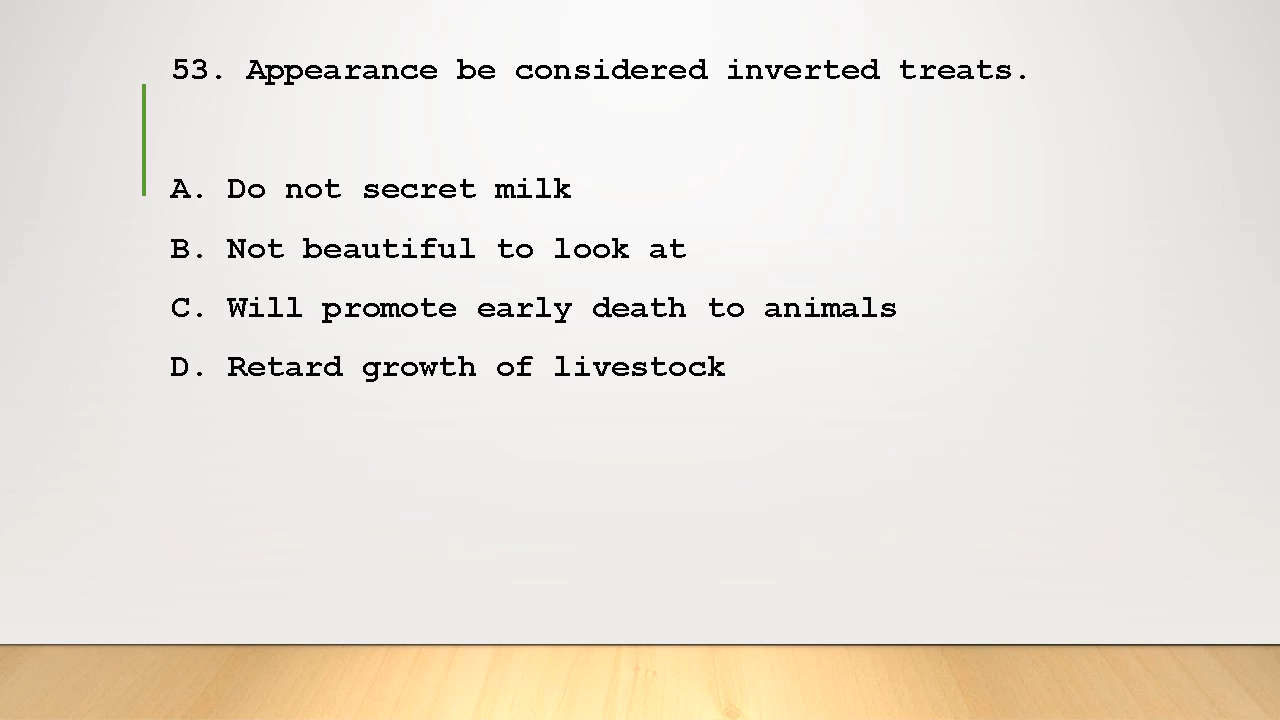 53. Appearance be considered inverted treats.
A. Do not secret milk
B. Not beautiful to look at
C. Will promote early death to animals
D. Retard growth of livestock